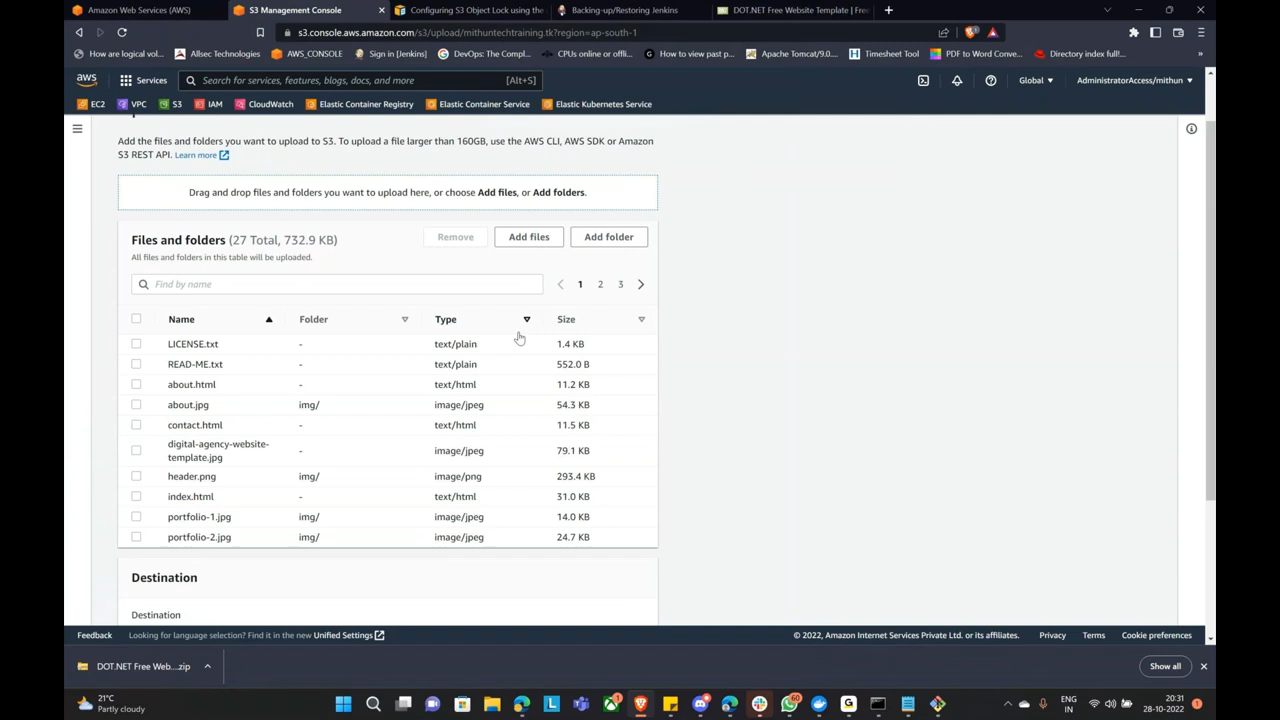 Amazon Web Services (AWS)
S3 Management Console
Configuring S3 Object Lock using the
Backing-up/Restoring Jenkins
DOT.NET Free Website Template | Free
s3.console.aws.amazon.com/s3/upload/mithuntechtraining.tk?region=ap-south-1
How are logical vol...
Allsec Technologies
AWS_CONSOLE
Sign in [Jenkins]
DevOps: The Compl...
CPUs online or offlin...
How to view past p...
Apache Tomcat/9.0....
Timesheet Tool
PDF to Word Conve...
Directory index full!...
aws
Services
Search for services, features, blogs, docs, and more
[Alt+S]
Global
AdministratorAccess/mithun
EC2
VPC
S3
IAM
CloudWatch
Elastic Container Registry
Elastic Container Service
Elastic Kubernetes Service
Add the files and folders you want to upload to S3. To upload a file larger than 160GB, use the AWS CLI, AWS SDK or Amazon
S3 REST API. Learn more
Drag and drop files and folders you want to upload here, or choose Add files, or Add folders.
Files and folders (27 Total, 732.9 KB)
Remove
Add files
Add folder
All files and folders in this table will be uploaded.
Find by name
1 2 3
Name Folder Type Size
LICENSE.txt - text/plain 1.4 KB
READ-ME.txt - text/plain 552.0 B
about.html - text/html 11.2 KB
about.jpg img/ image/jpeg 54.3 KB
contact.html - text/html 11.5 KB
digital-agency-website-
template.jpg - image/jpeg 79.1 KB
header.png img/ image/png 293.4 KB
index.html - text/html 31.0 KB
portfolio-1.jpg img/ image/jpeg 14.0 KB
portfolio-2.jpg img/ image/jpeg 24.7 KB
Destination
Destination
Feedback
Looking for language selection? Find it in the new Unified Settings
© 2022, Amazon Internet Services Private Ltd. or its affiliates.
Privacy
Terms
Cookie preferences
DOT.NET Free Web....zip
Show all
21°C
Partly cloudy
ENG
IN
20:31
28-10-2022